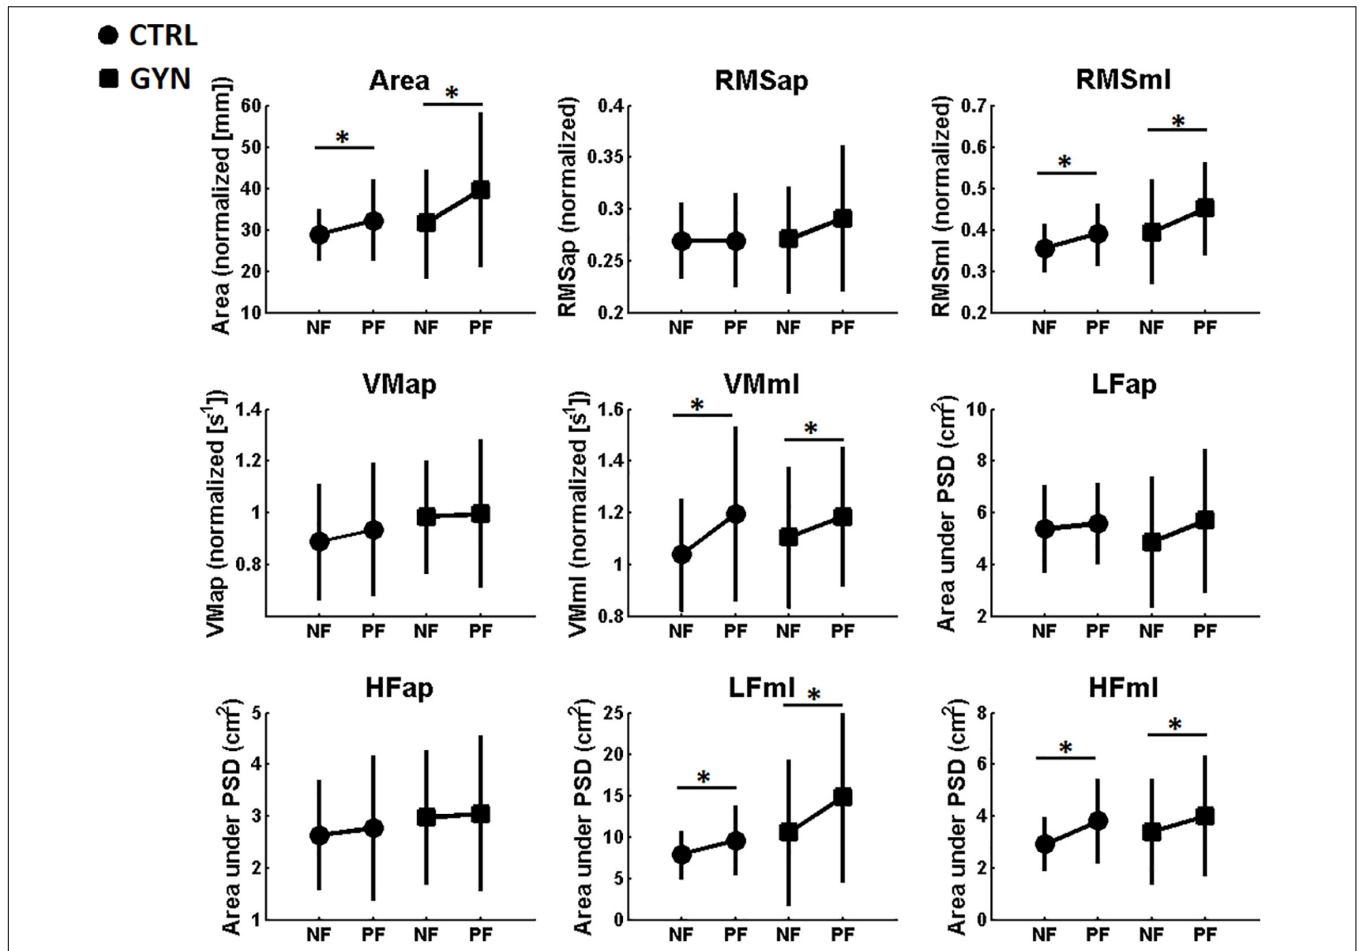 CTRL
GYN
Area
Area (normalized [mm])
60
50
40
30
20
10
*
*
NF PF NF PF
RMSap
RMSap (normalized)
0.4
0.35
0.3
0.25
0.2
NF PF NF PF
RMSml
RMSml (normalized)
0.7
0.6
0.5
0.4
0.3
0.2
*
*
NF PF NF PF
VMap
VMap (normalized [s-1])
1.4
1.2
1
0.8
NF PF NF PF
VMml
VMml (normalized [s-1])
1.6
1.4
1.2
1
0.8
*
*
NF PF NF PF
LFap
Area under PSD (cm2)
10
8
6
4
2
NF PF NF PF
HFap
Area under PSD (cm2)
5
4
3
2
1
NF PF NF PF
LFml
Area under PSD (cm2)
25
20
15
10
5
0
*
*
NF PF NF PF
HFml
Area under PSD (cm2)
8
6
4
2
0
*
*
NF PF NF PF